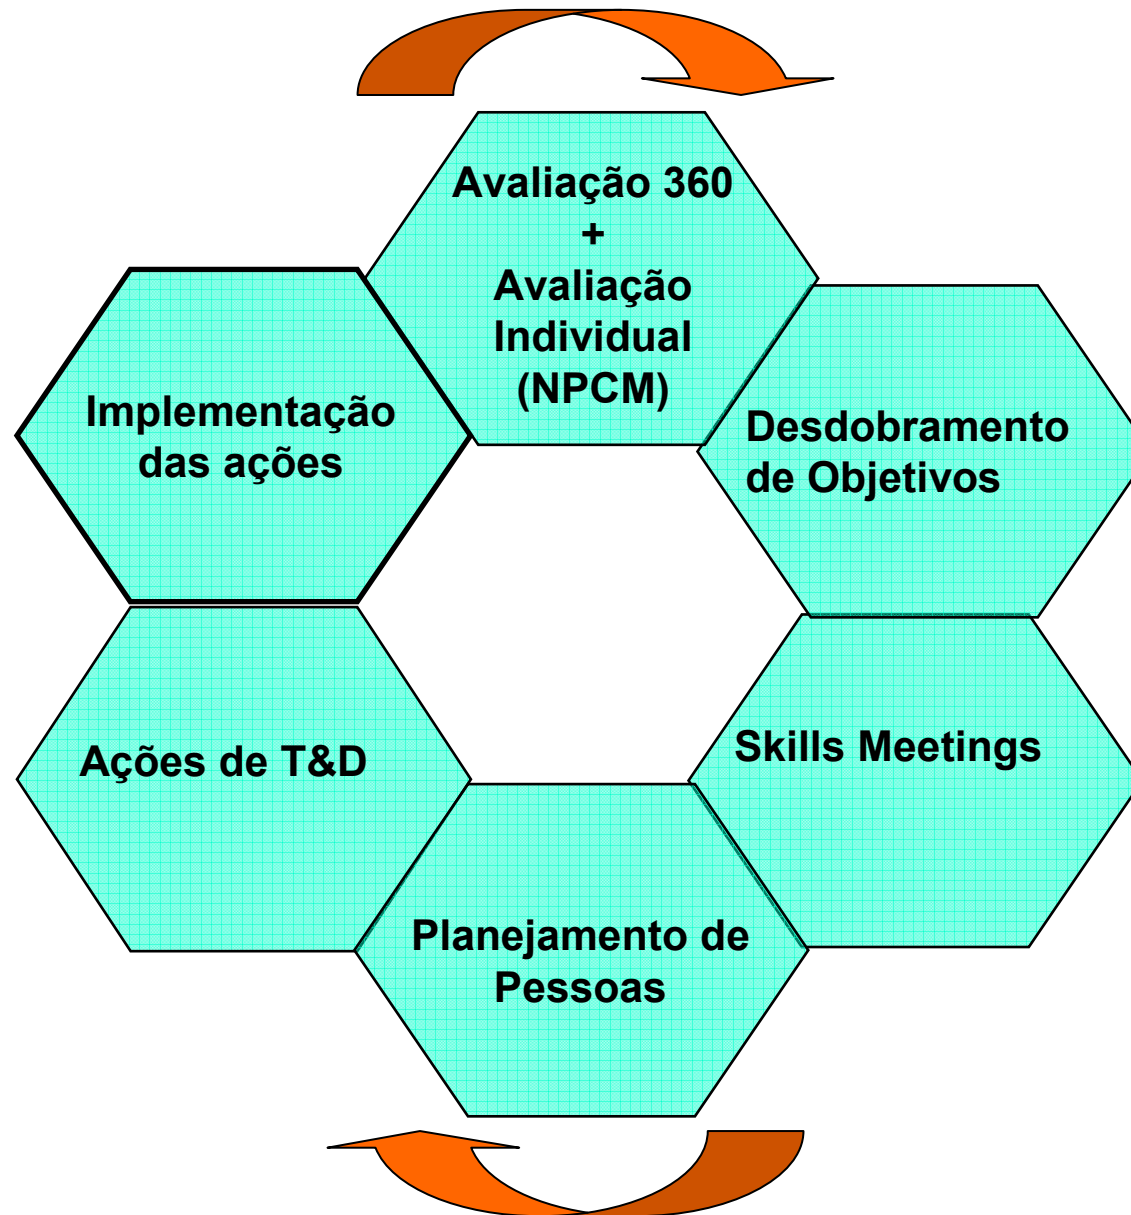 Avaliação 360
+
Avaliação
Individual
(NPCM)
Desdobramento
de Objetivos
Skills Meetings
Planejamento de
Pessoas
Ações de T&D
Implementação
das ações